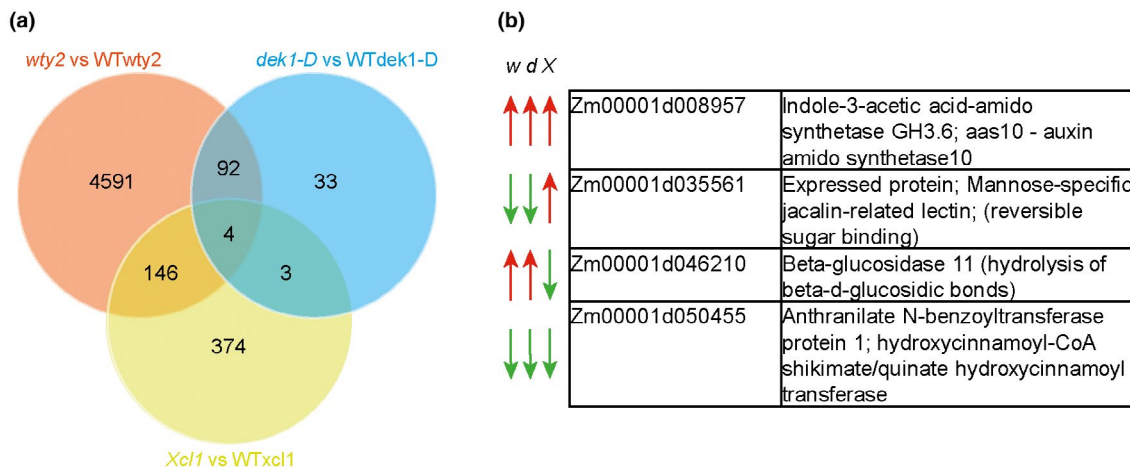 (a)
wty2 vs WTwty2
dek1-D vs WTdek1-D
4591
92
33
4
146
3
374
Xcl1 vs WTxcl1
(b)
w d X
Zm00001d008957
Indole-3-acetic acid-amido
synthetase GH3.6; aas10 - auxin
amido synthetase10
Zm00001d035561
Expressed protein; Mannose-specific
jacalin-related lectin; (reversible
sugar binding)
Zm00001d046210
Beta-glucosidase 11 (hydrolysis of
beta-d-glucosidic bonds)
Zm00001d050455
Anthranilate N-benzoyltransferase
protein 1; hydroxycinnamoyl-CoA
shikimate/quinate hydroxycinnamoyl
transferase